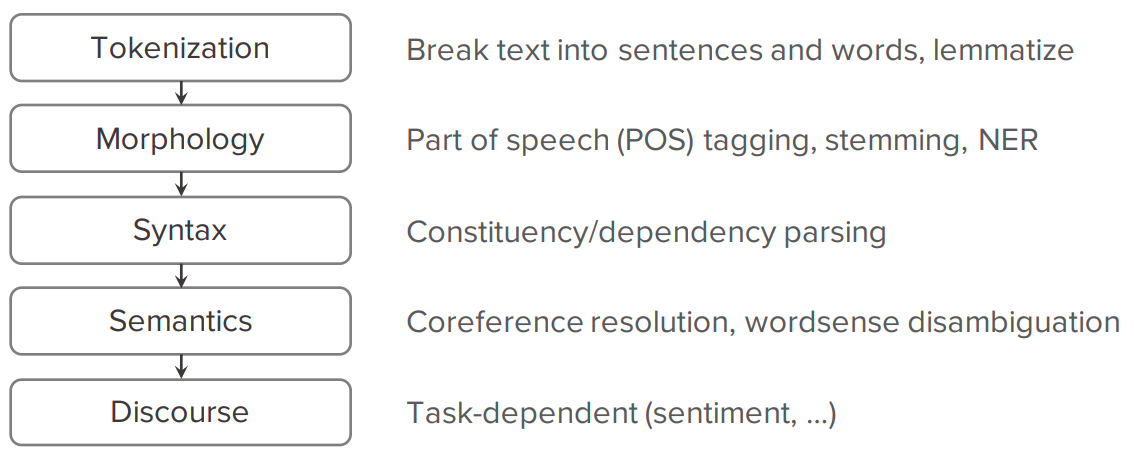 Tokenization
Break text into sentences and words, lemmatize
Morphology
Part of speech (POS) tagging, stemming, NER
Syntax
Constituency/dependency parsing
Semantics
Coreference resolution, wordsense disambiguation
Discourse
Task-dependent (sentiment, ...)